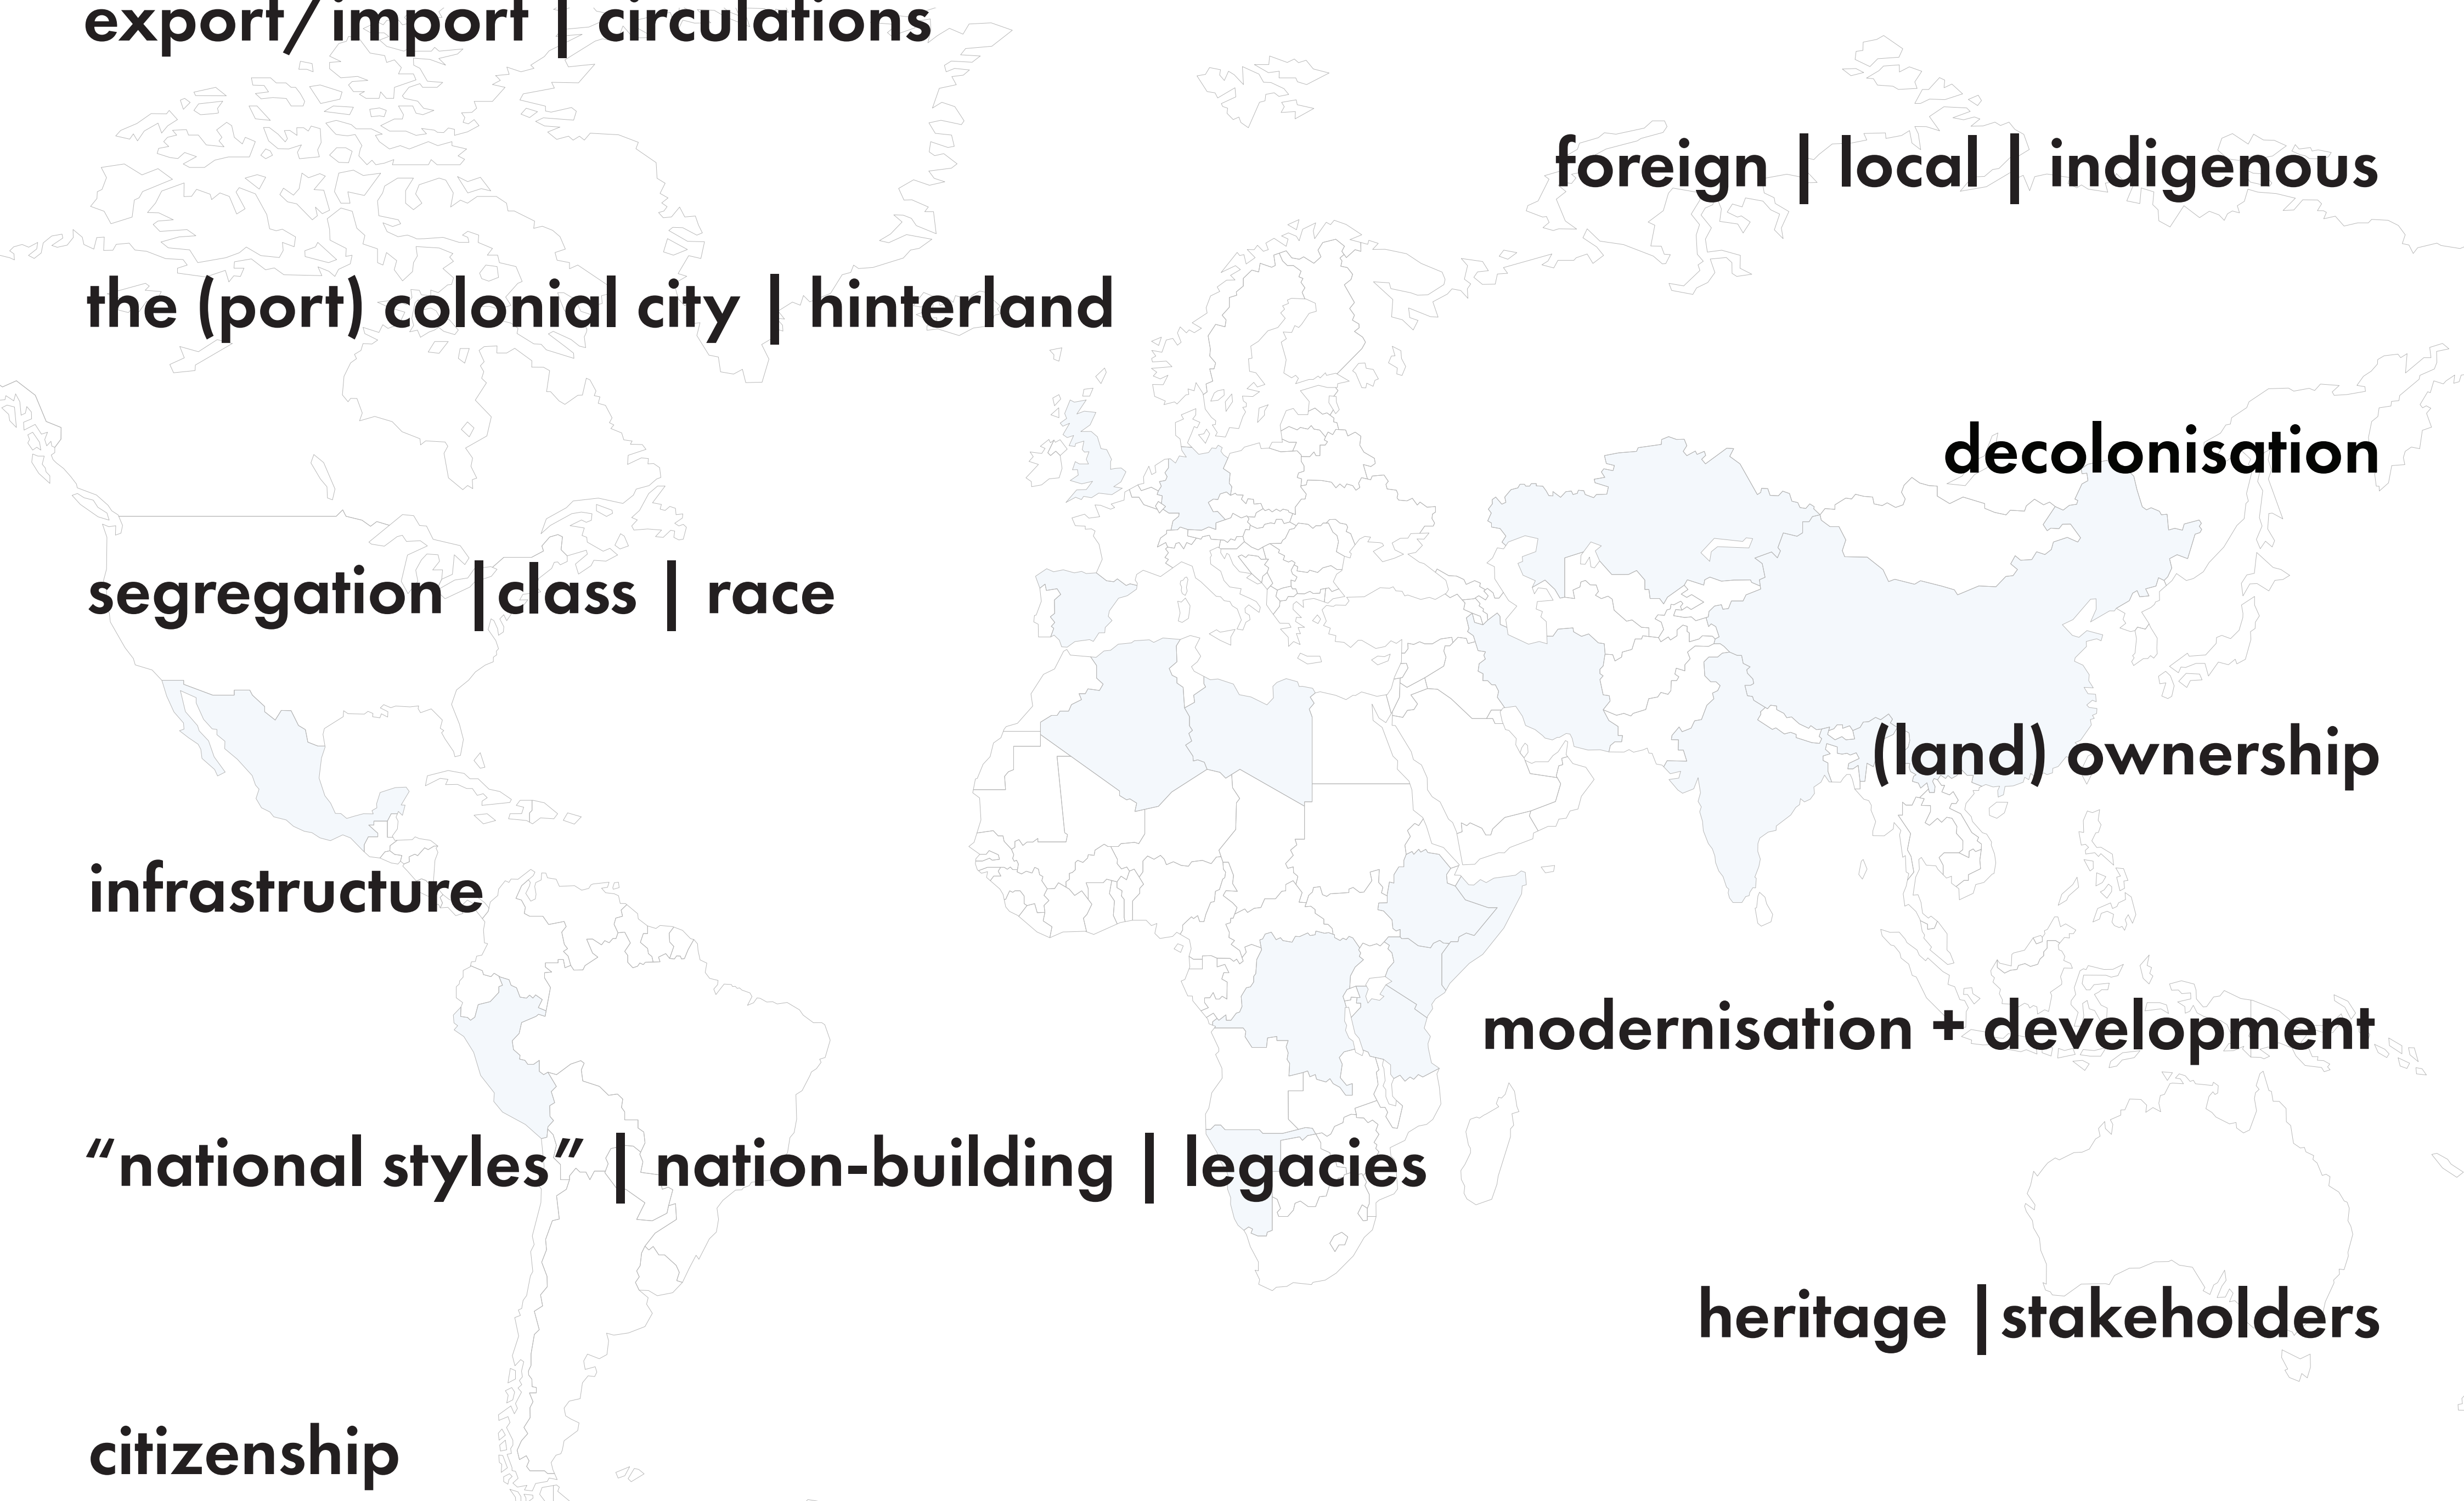 export/import | circulations
foreign | local | indigenous
the (port) colonial city | hinterland
decolonisation
segregation |class | race
(land) ownership
infrastructure
modernisation + development
“national styles” | nation-building | legacies
heritage |stakeholders
citizenship